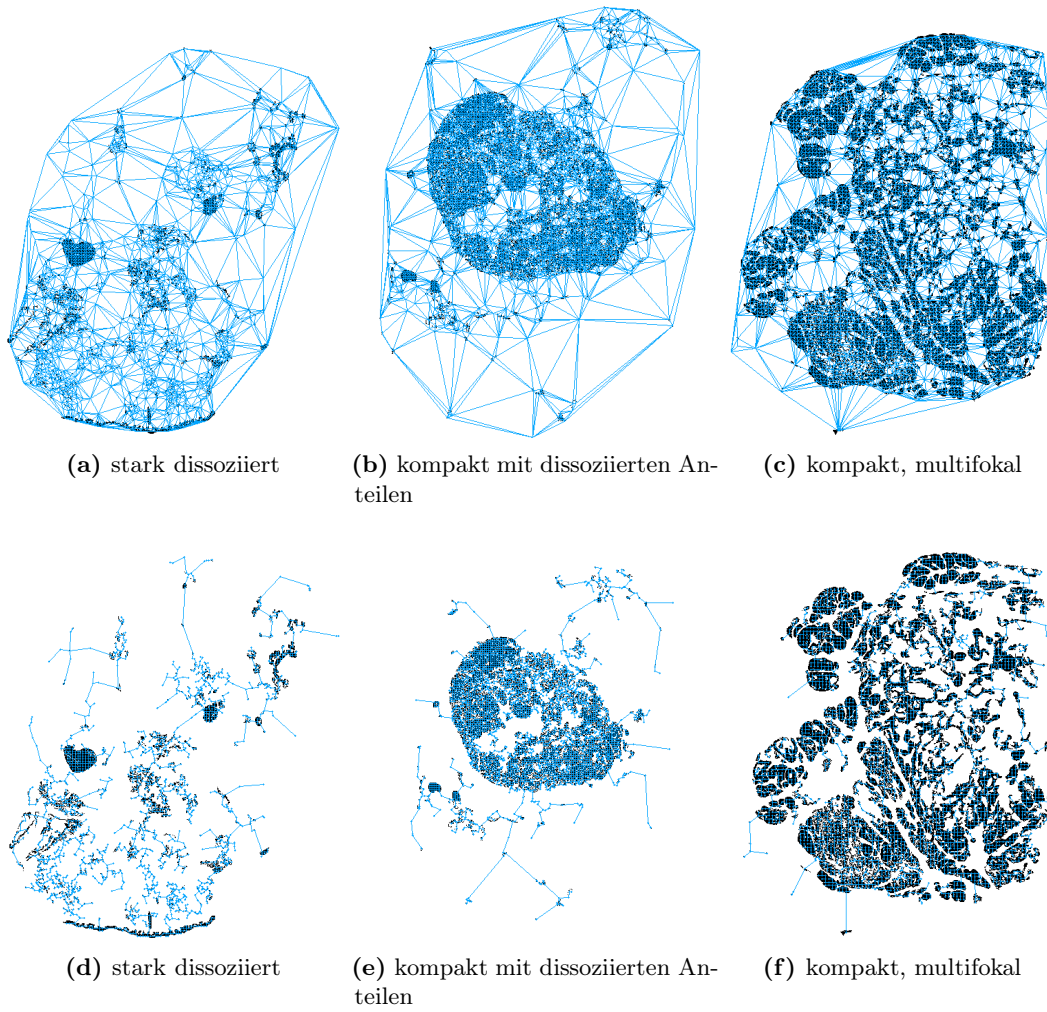 (a) stark dissoziiert
(b) kompakt mit dissoziierten An-
teilen
(c) kompakt, multifokal
(d) stark dissoziiert
(e) kompakt mit dissoziierten An-
teilen
(f) kompakt, multifokal